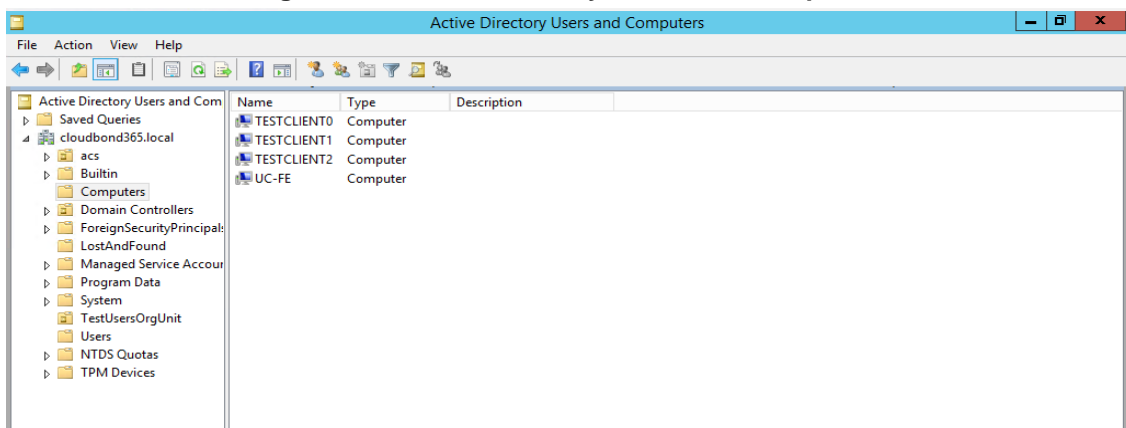 Active Directory Users and Computers
File Action View Help
Active Directory Users and Com
Saved Queries
cloudbond365.local
acs
Builtin
Computers
Domain Controllers
ForeignSecurityPrincipals
LostAndFound
Managed Service Accour
Program Data
System
TestUsersOrgUnit
Users
NTDS Quotas
TPM Devices
Name Type Description
TESTCLIENT0 Computer
TESTCLIENT1 Computer
TESTCLIENT2 Computer
UC-FE Computer